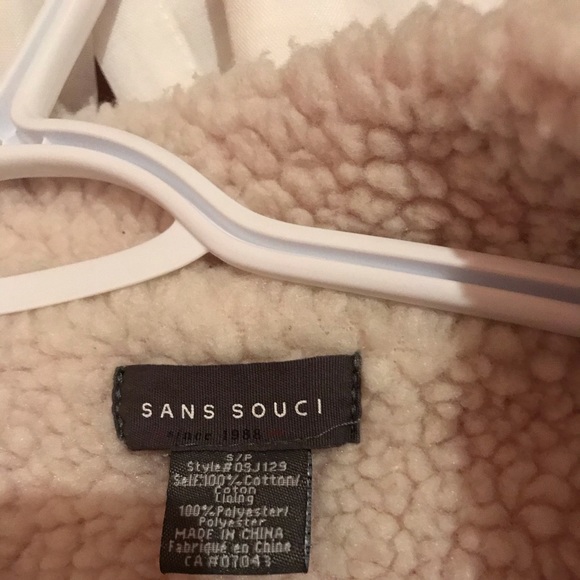 SANS SOUCI
since 1988
S/P
Style#OSJ129
Self:100%Cotton/
Coton
Lining
100%Polyester/
Polyester
MADE IN CHINA
Fabriqué en Chine
CA#07043